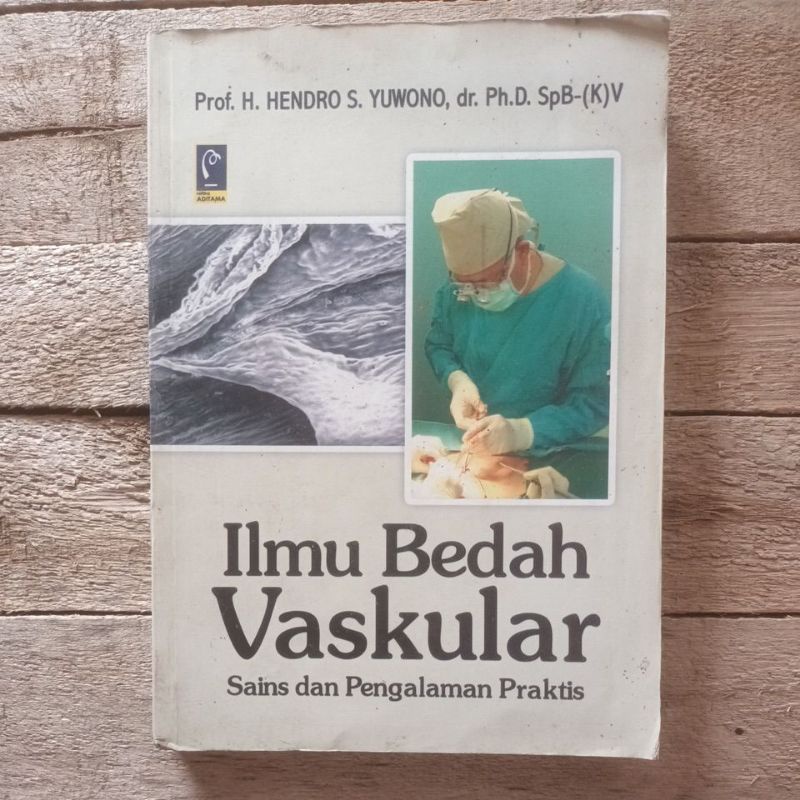 Prof. H. HENDRO S. YUWONO, dr. Ph.D. SpB-(K)V
ADITAMA
Ilmu Bedah
Vaskular
Sains dan Pengalaman Praktis